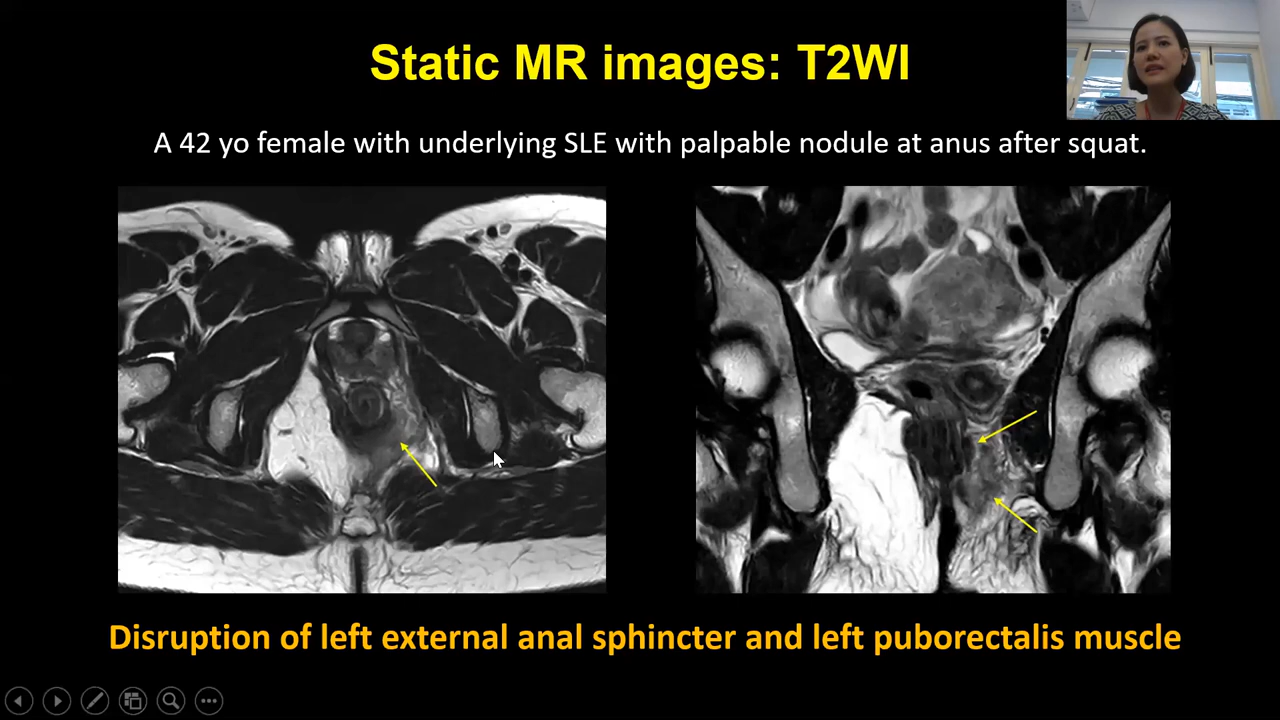 Static MR images: T2WI
A 42 yo female with underlying SLE with palpable nodule at anus after squat.
Disruption of left external anal sphincter and left puborectalis muscle